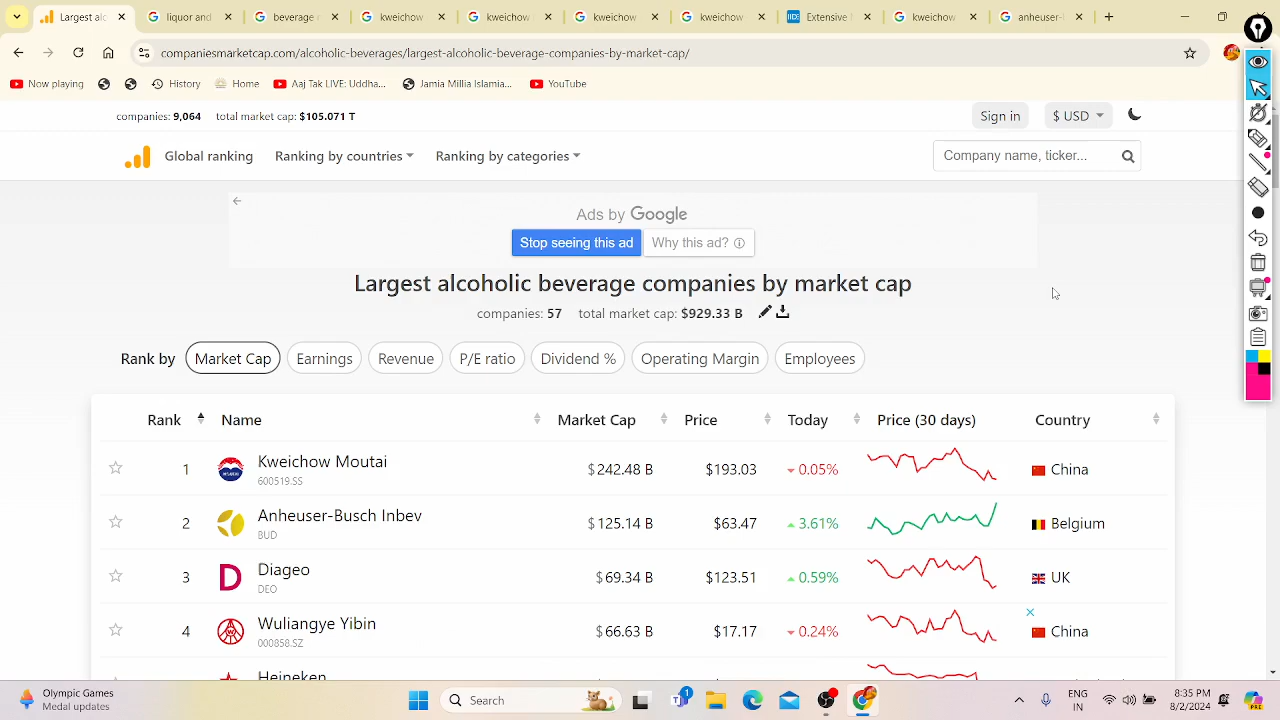 Largest alc
liquor and
beverage i
kweichow
kweichow
kweichow
kweichow
Extensive
kweichow
anheuser-l
companiesmarketcap.com/alcoholic-beverages/largest-alcoholic-beverage-companies-by-market-cap/
Now playing
History
Home
Aaj Tak LIVE: Uddha...
Jamia Millia Islamia...
YouTube
companies: 9,064 total market cap: $105.071 T
Sign in
$ USD
Global ranking
Ranking by countries
Ranking by categories
Company name, ticker...
Ads by Google
Stop seeing this ad
Why this ad?
Largest alcoholic beverage companies by market cap
companies: 57 total market cap: $929.33 B
Rank by Market Cap Earnings Revenue P/E ratio Dividend % Operating Margin Employees
Rank Name Market Cap Price Today Price (30 days) Country
1 Kweichow Moutai $242.48 B $193.03 0.05% China
600519.SS
2 Anheuser-Busch Inbev $125.14 B $63.47 3.61% Belgium
BUD
3 Diageo $69.34 B $123.51 0.59% UK
DEO
4 Wuliangye Yibin $66.63 B $17.17 0.24% China
000858.SZ
Heineken
Olympic Games
Medal updates
Search
1
ENG
IN
8:35 PM
8/2/2024